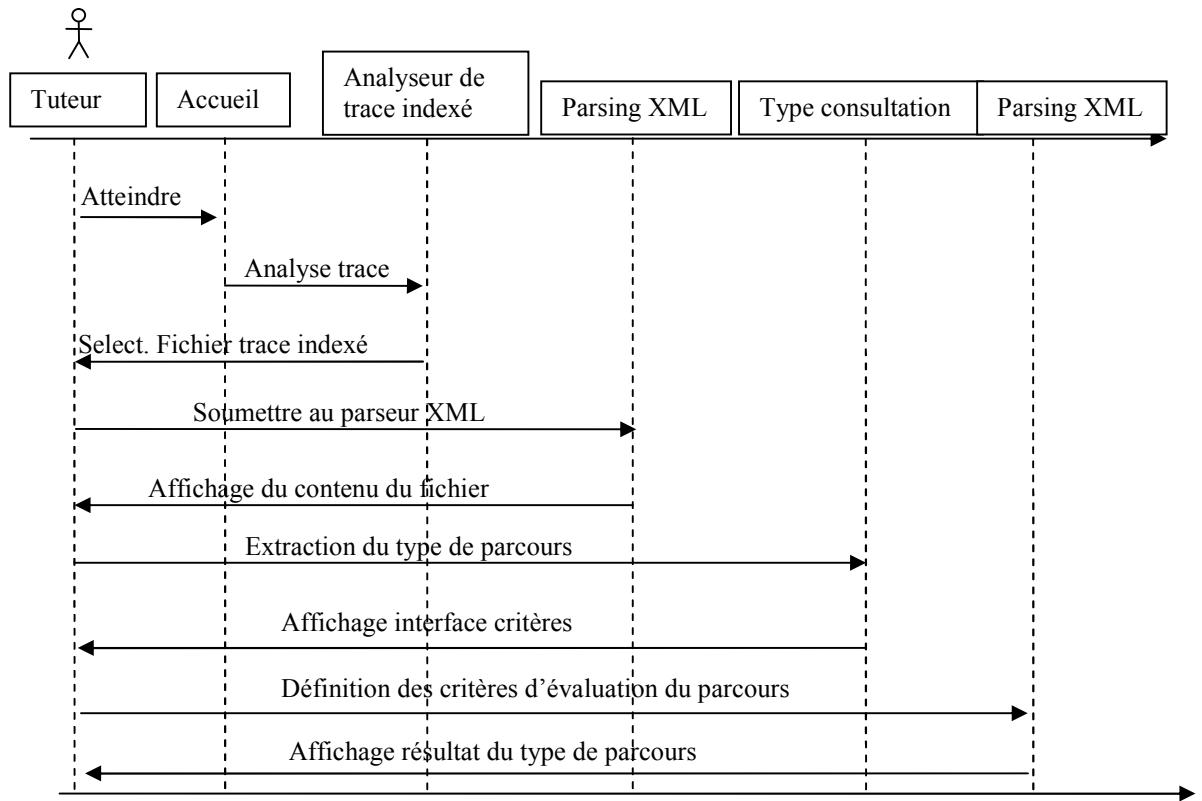 Tuteur
Accueil
Analyseur de
trace indexé
Parsing XML
Type consultation
Parsing XML
Atteindre
Analyse trace
Select. Fichier trace indexé
Soumettre au parseur XML
Affichage du contenu du fichier
Extraction du type de parcours
Affichage interface critères
Définition des critères d’évaluation du parcours
Affichage résultat du type de parcours